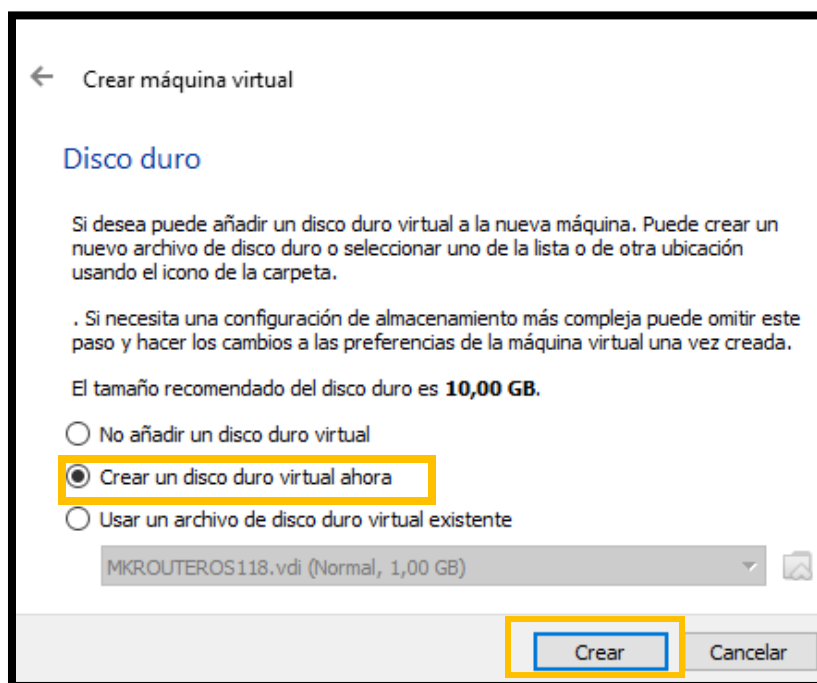 Crear máquina virtual
Disco duro
Si desea puede añadir un disco duro virtual a la nueva máquina. Puede crear un
nuevo archivo de disco duro o seleccionar uno de la lista o de otra ubicación
usando el icono de la carpeta.
. Si necesita una configuración de almacenamiento más compleja puede omitir este
paso y hacer los cambios a las preferencias de la máquina virtual una vez creada.
El tamaño recomendado del disco duro es 10,00 GB.
No añadir un disco duro virtual
Crear un disco duro virtual ahora
Usar un archivo de disco duro virtual existente
MKROUTEROS118.vdi (Normal, 1,00 GB)
Crear Cancelar